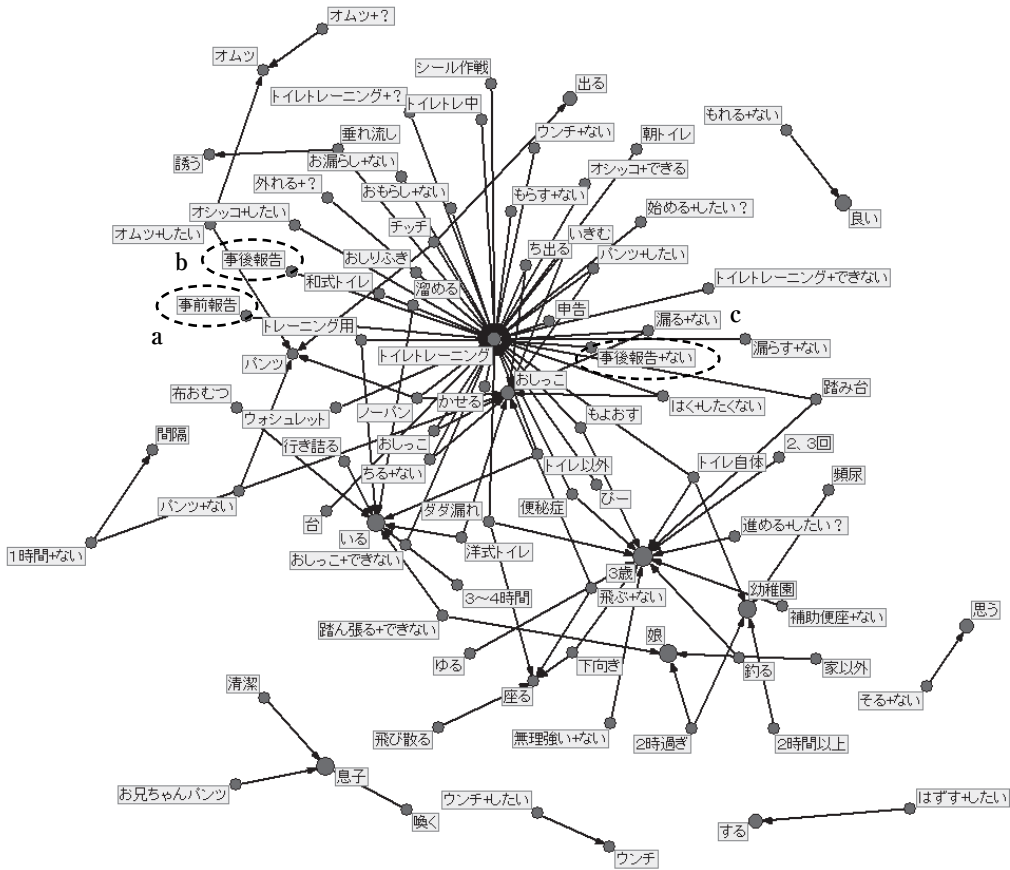 オムツ+?
オムツ
シール作戦
出る
トイレトレーニング+?
トイレトレ中
もれる+ない
垂れ流し
ウンチ+ない
朝トイレ
誘う
お漏らし+ない
オシッコ+できる
外れる+?
おもらし+ない
もらす+ない
オシッコ+したい
始める+したい?
良い
チッチ
いきむ
オムツ+したい
ち出る
パンツ+したい
b
事後報告
おしりふき
和式トイレ
溜める
トイレトレーニング+できない
事前報告
申告
c
a
トレーニング用
漏る+ない
漏らす+ない
パンツ
トイレトレーニング
事後報告+ない
おしっこ
踏み台
布おむつ
ウォシュレット
ノーパン
かせる
はく+したくない
もよおす
間隔
行き詰る
おしっこ
2、3回
ちる+ない
トイレ以外
トイレ自体
頻尿
パンツ+ない
びー
台
ダダ漏れ
便秘症
進める+したい?
いる
1時間+ない
おしっこ+できない
洋式トイレ
3歳
幼稚園
3〜4時間
飛ぶ+ない
補助便座+ない
思う
踏ん張る+できない
娘
ゆる
下向き
釣る
家以外
清潔
座る
そる+ない
飛び散る
無理強い+ない
2時過ぎ
2時間以上
息子
お兄ちゃんパンツ
ウンチ+したい
はずす+したい
喚く
する
ウンチ